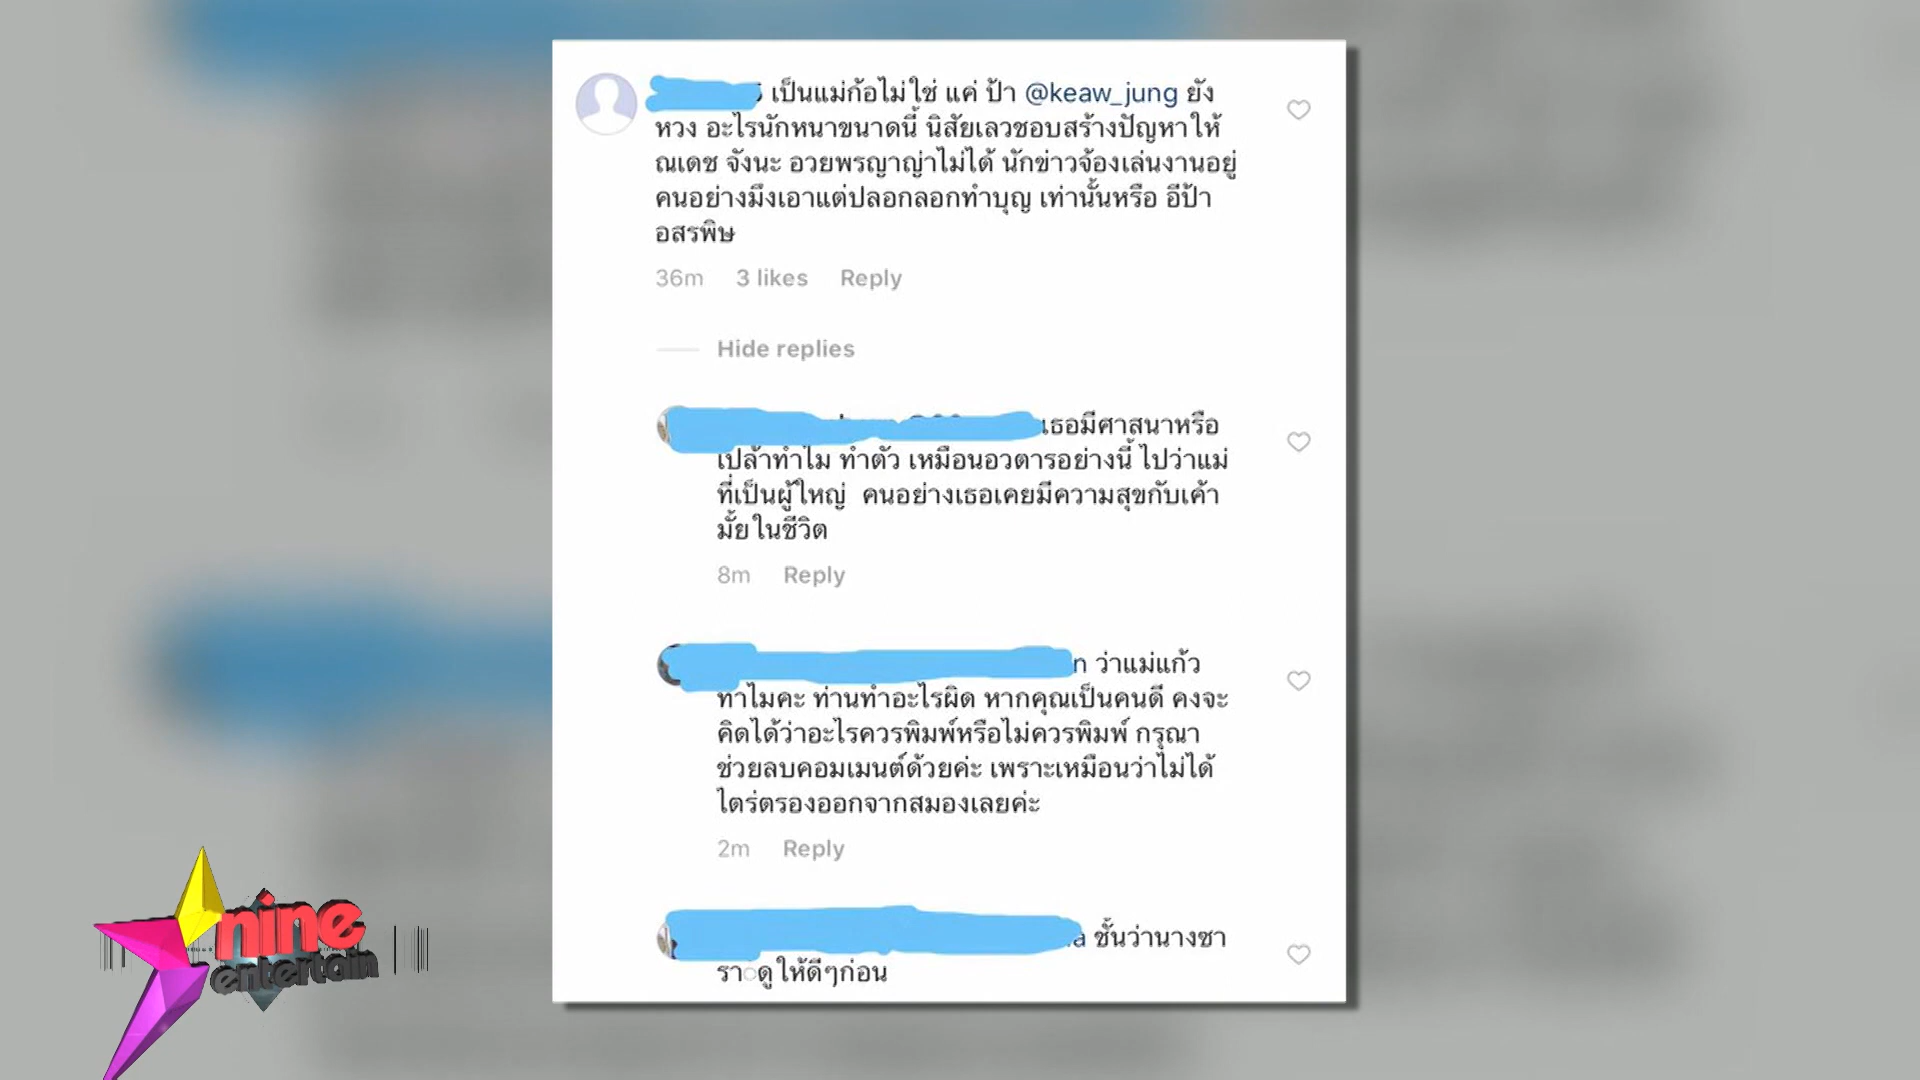 เป็นแม่ก้อไม่ใช่ แค่ ป้า @keaw_jung ยัง
หวง อะไรนักหนาขนาดนี้ นิสัยเลวชอบสร้างปัญหาให้
ณเดช จังนะ อวยพรญาญ่าไม่ได้ นักข่าวจ้องเล่นงานอยู่
คนอย่างมึงเอาแต่ปลอกลอกทำบุญ เท่านั้นหรือ อีป้า
อสรพิษ
36m 3 likes Reply
Hide replies
เธอมีศาสนาหรือ
เปล้าทำไม ทำตัว เหมือนอวตารอย่างนี้ ไปว่าแม่
ที่เป็นผู้ใหญ่ คนอย่างเธอเคยมีความสุขกับเค้า
มั้ยในชีวิต
8m Reply
ว่าแม่แก้ว
ทาไมคะ ท่านทำอะไรผิด หากคุณเป็นคนดี คงจะ
คิดได้ว่าอะไรควรพิมพ์หรือไม่ควรพิมพ์ กรุณา
ช่วยลบคอมเมนต์ด้วยค่ะ เพราะเหมือนว่าไม่ได้
ไตร่ตรองออกจากสมองเลยค่ะ
2m Reply
ชั้นว่านางซา
ราดูให้ดีๆก่อน
nine
entertain